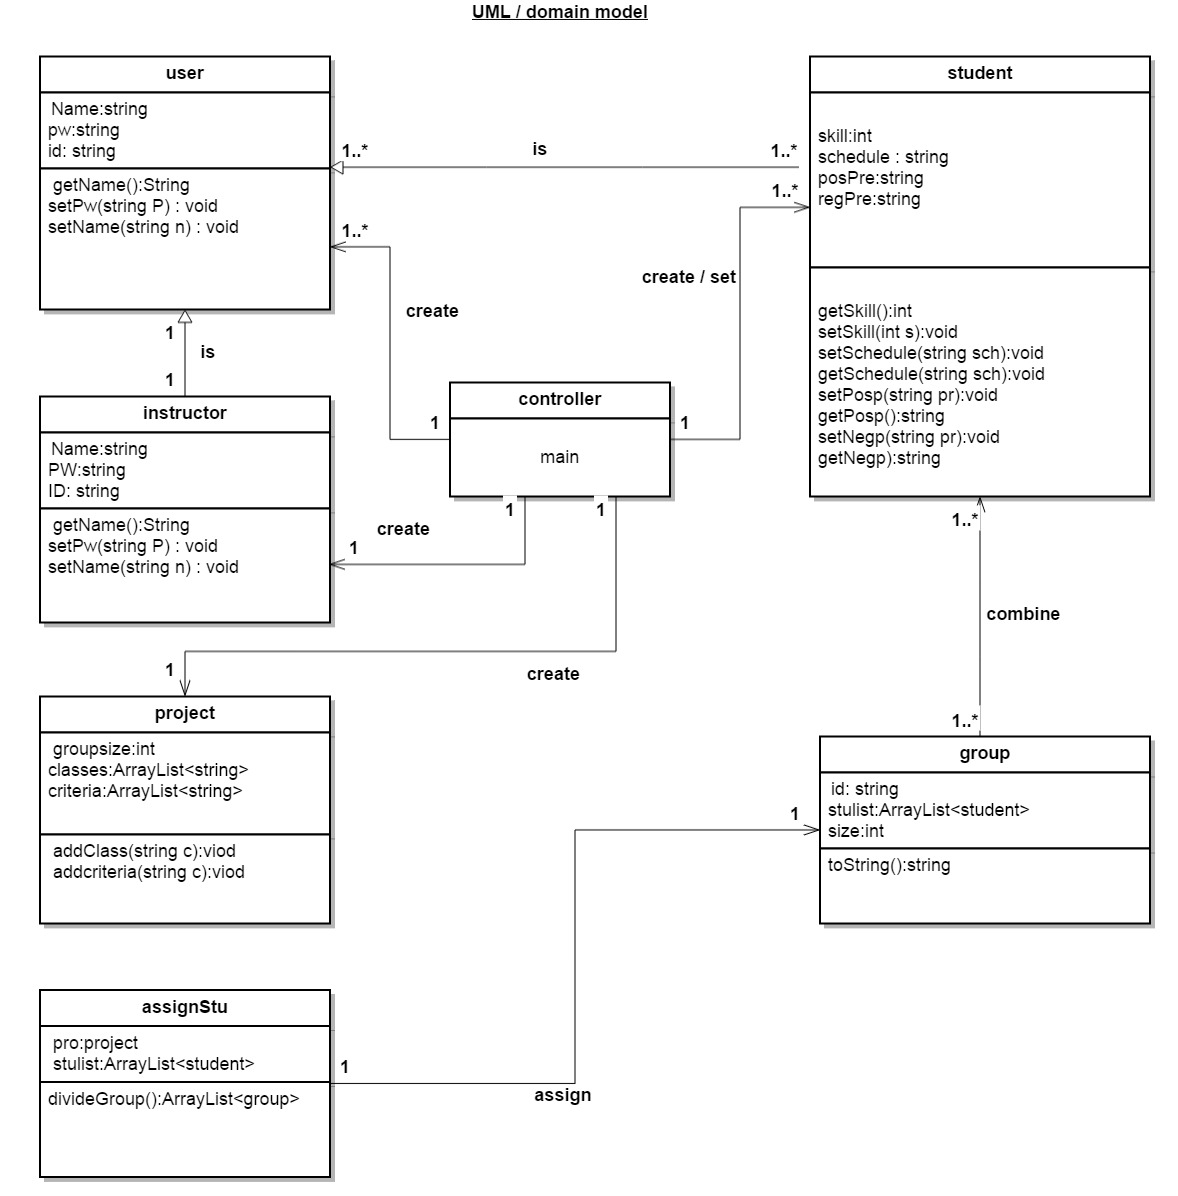 UML / domain model
user
Name:string
pw:string
id: string
getName():String
setPw(string P) : void
setName(string n) : void
1..*
is
1..*
1..*
student
skill:int
schedule : string
posPre:string
regPre:string
getSkill():int
setSkill(int s):void
setSchedule(string sch):void
getSchedule(string sch):void
setPosp(string pr):void
getPosp():string
setNegp(string pr):void
getNegp):string
1..*
create / set
create
1
is
1
instructor
Name:string
PW:string
ID: string
getName():String
setPw(string P) : void
setName(string n) : void
controller
main
1
1
1
1
create
1
create
1
1..*
combine
1..*
project
groupsize:int
classes:ArrayList<string>
criteria:ArrayList<string>
addClass(string c):viod
addcriteria(string c):viod
group
id: string
stulist:ArrayList<student>
size:int
toString():string
1
assignStu
pro:project
stulist:ArrayList<student>
divideGroup():ArrayList<group>
1
assign